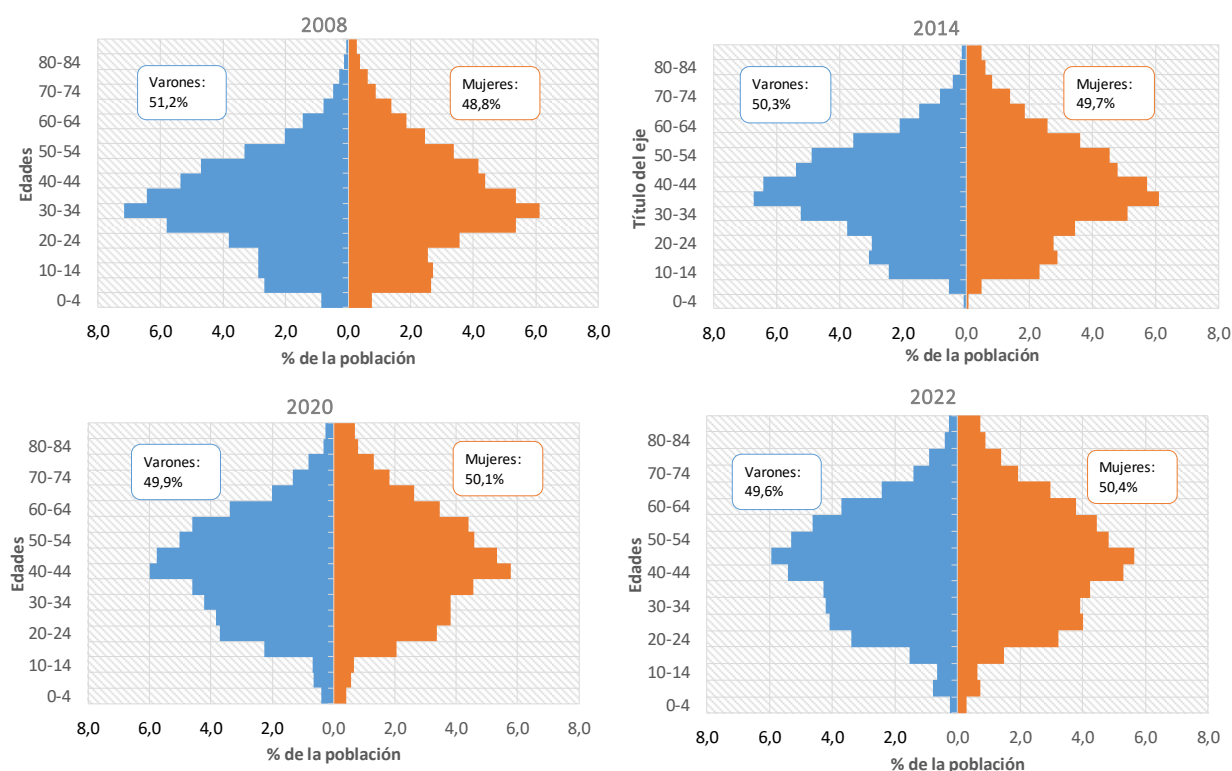 2008
80-84
70-74
60-64
50-54
40-44
30-34
20-24
10-14
0-4
Edades
Varones:
51,2%
Mujeres:
48,8%
8,0 6,0 4,0 2,0 0,0 2,0 4,0 6,0 8,0
% de la población
2014
80-84
70-74
60-64
50-54
40-44
30-34
20-24
10-14
0-4
Título del eje
Varones:
50,3%
Mujeres:
49,7%
8,0 6,0 4,0 2,0 0,0 2,0 4,0 6,0 8,0
% de la población
2020
80-84
70-74
60-64
50-54
40-44
30-34
20-24
10-14
0-4
Edades
Varones:
49,9%
Mujeres:
50,1%
8,0 6,0 4,0 2,0 0,0 2,0 4,0 6,0 8,0
% de la población
2022
80-84
70-74
60-64
50-54
40-44
30-34
20-24
10-14
0-4
Edades
Varones:
49,6%
Mujeres:
50,4%
8,0 6,0 4,0 2,0 0,0 2,0 4,0 6,0 8,0
% de la población